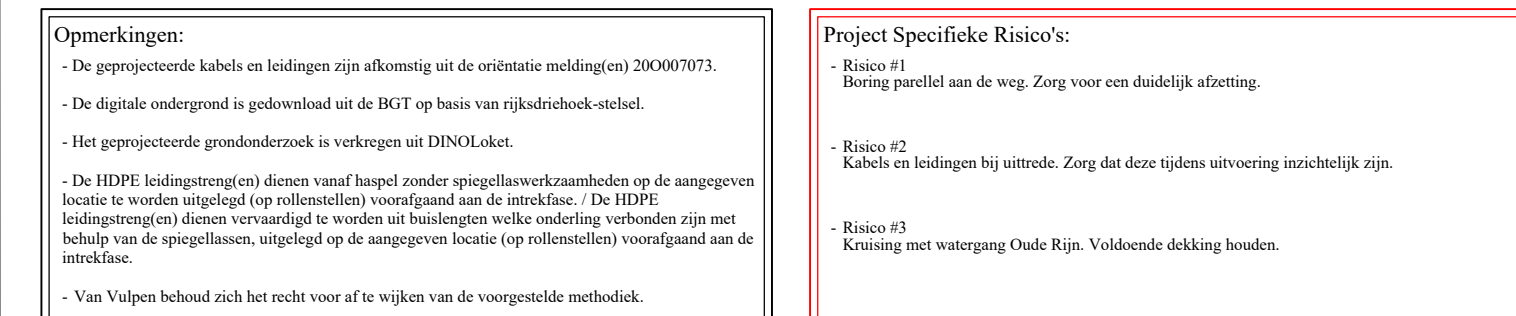 Opmerkingen:
- De geprojecteerde kabels en leidingen zijn afkomstig uit de oriëntatie melding(en) 20O007073.
- De digitale ondergrond is gedownload uit de BGT op basis van rijksdriehoek-stelsel.
- Het geprojecteerde grondonderzoek is verkregen uit DINOLoket.
- De HDPE leidingstreng(en) dienen vanaf haspel zonder spiegellaswerkzaamheden op de aangegeven
locatie te worden uitgelegd (op rollenstellen) voorafgaand aan de intrekfase. / De HDPE
leidingstreng(en) dienen vervaardigd te worden uit buislengten welke onderling verbonden zijn met
behulp van de spiegellassen, uitgelegd op de aangegeven locatie (op rollenstellen) voorafgaand aan de
intrekfase.
- Van Vulpen behoud zich het recht voor af te wijken van de voorgestelde methodiek.
Project Specifieke Risico's:
- Risico #1
Boring parellel aan de weg. Zorg voor een duidelijk afzetting.
- Risico #2
Kabels en leidingen bij uittrede. Zorg dat deze tijdens uitvoering inzichtelijk zijn.
- Risico #3
Kruising met watergang Oude Rijn. Voldoende dekking houden.